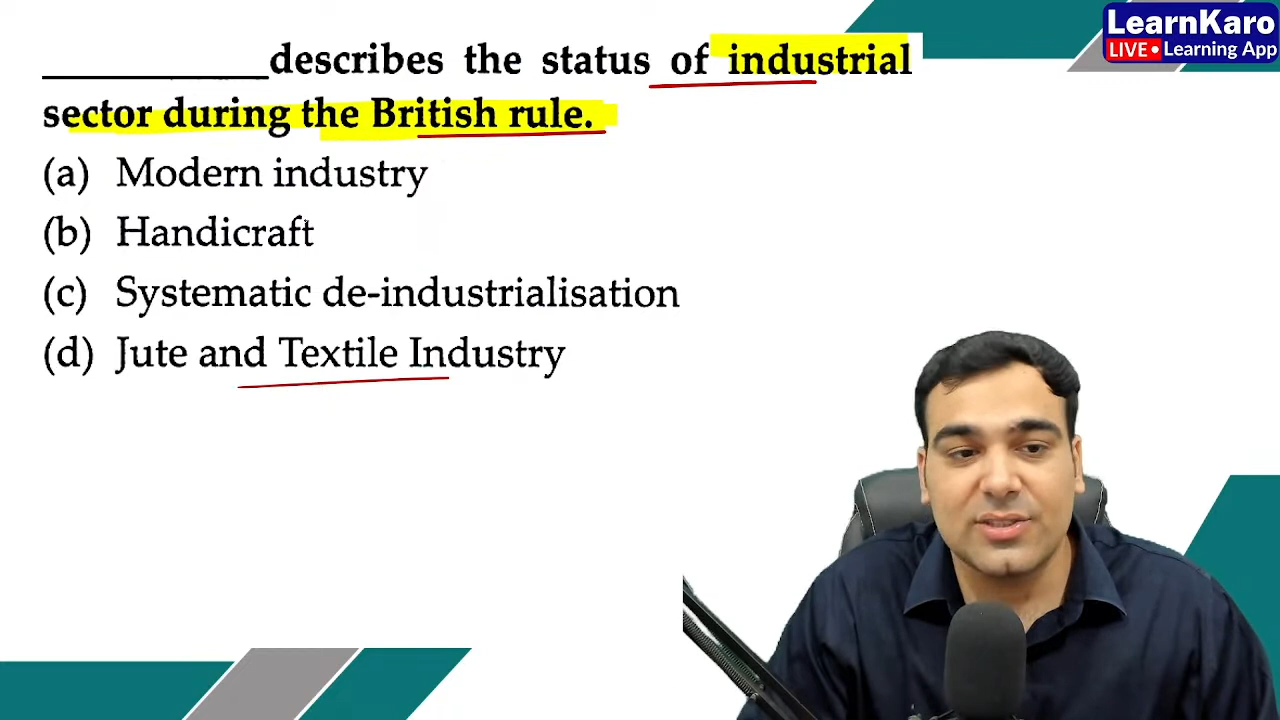 LearnKaro
LIVE Learning App
__________describes the status of industrial
sector during the British rule.
(a) Modern industry
(b) Handicraft
(c) Systematic de-industrialisation
(d) Jute and Textile Industry